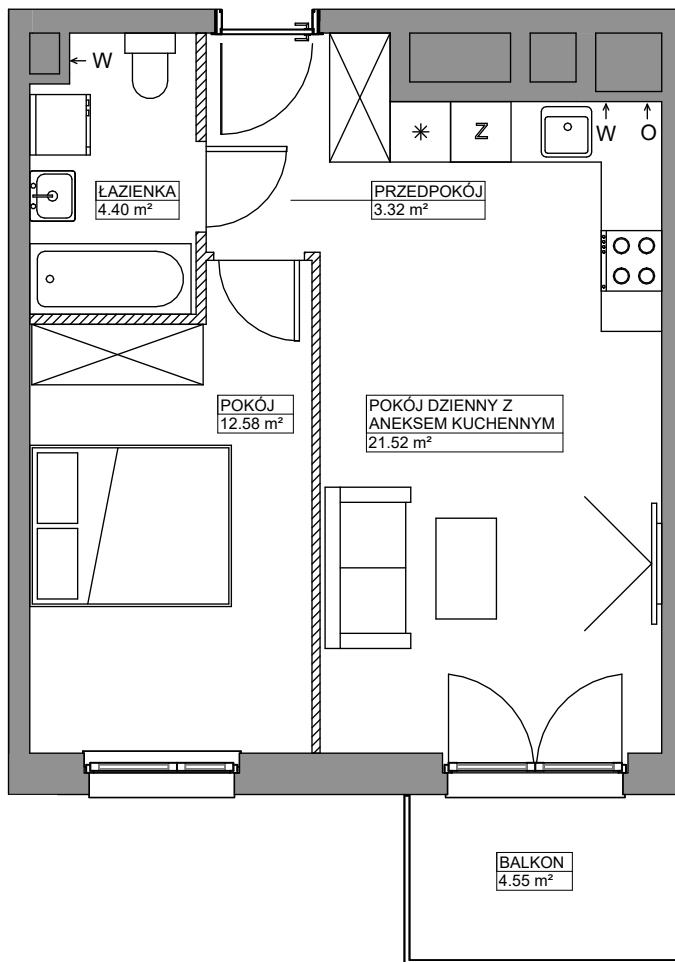 W
ŁAZIENKA
4.40 m²
PRZEDPOKÓJ
3.32 m²
Z
W
O
POKÓJ
12.58 m²
POKÓJ DZIENNY Z
ANEKSEM KUCHENNYM
21.52 m²
BALKON
4.55 m²